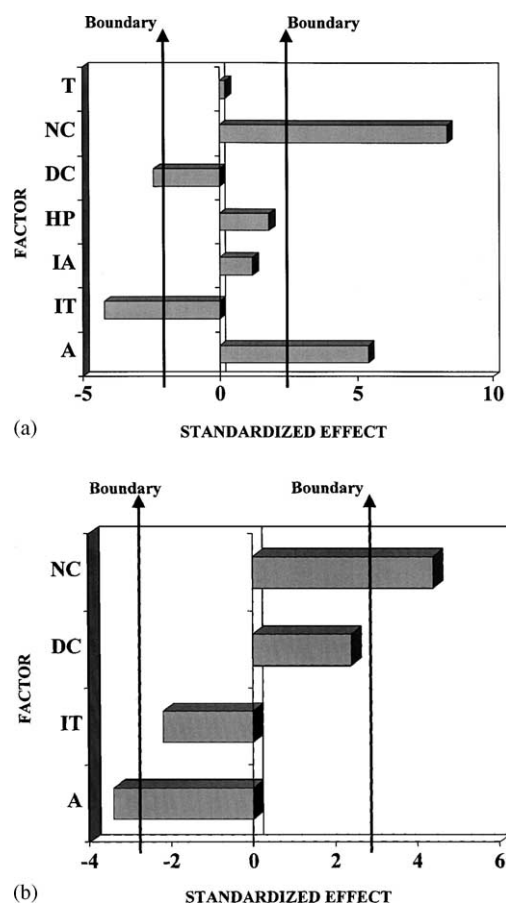 Boundary Boundary
T
NC
DC
HP
IA
IT
A
FACTOR
-5 0 5 10
(a)
STANDARDIZED EFFECT
Boundary Boundary
NC
DC
IT
A
FACTOR
-4 -2 0 2 4 6
(b)
STANDARDIZED EFFECT